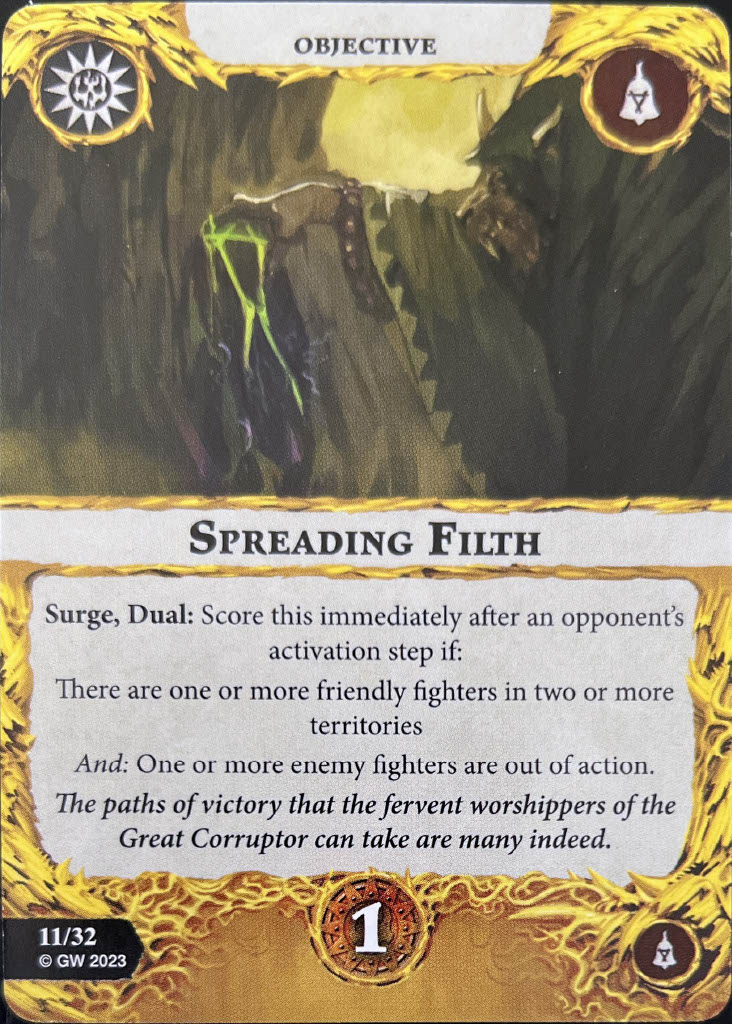 OBJECTIVE
SPREADING FILTH
Surge, Dual: Score this immediately after an opponent's
activation step if:
There are one or more friendly fighters in two or more
territories
And: One or more enemy fighters are out of action.
The paths of victory that the fervent worshippers of the
Great Corruptor can take are many indeed.
1
11/32
© GW 2023